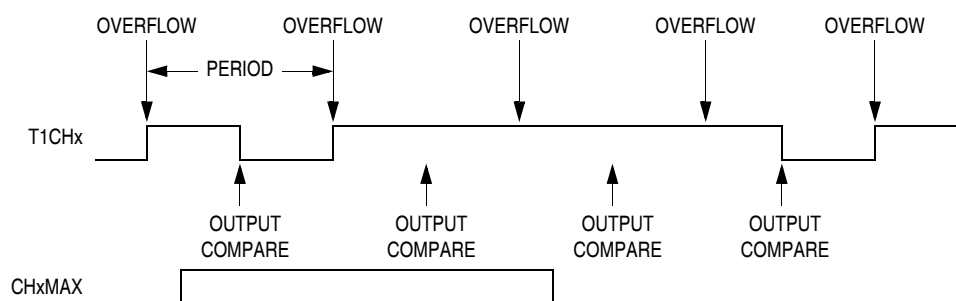 OVERFLOW OVERFLOW OVERFLOW OVERFLOW OVERFLOW
PERIOD
T1CHx
OUTPUT OUTPUT OUTPUT OUTPUT
COMPARE COMPARE COMPARE COMPARE
CHxMAX